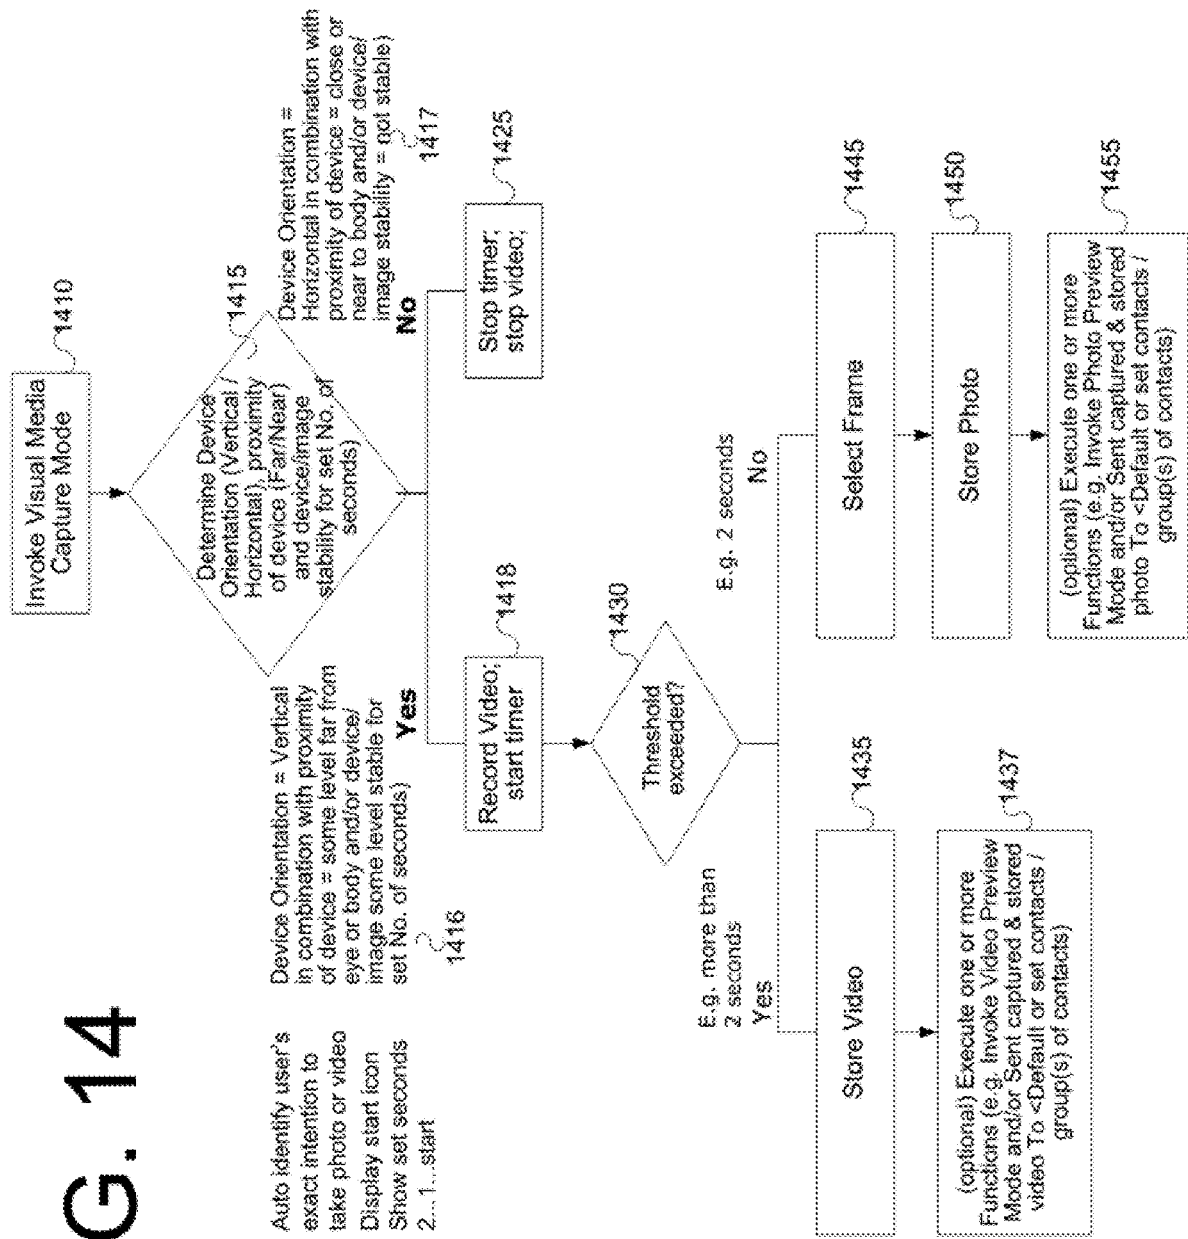 G. 14
Auto identify user's
exact intention to
take photo or video
Display start icon
Show set seconds
2...1...start
Invoke Visual Media
Capture Mode
1410
Determine Device
Orientation (Vertical /
Horizontal), proximity
of device (Far/Near)
and device/image
stability for set No. of
seconds)
1415
Device Orientation = Vertical
in combination with proximity
of device = some level far from
eye or body and/or device/
image some level stable for
set No. of seconds)
1416
Yes
Device Orientation =
Horizontal in combination with
proximity of device = close or
near to body and/or device/
image stability = not stable)
1417
No
Record Video;
start timer
1418
Stop timer;
stop video;
1425
Threshold
exceeded?
1430
E.g. more than
2 seconds
Yes
E.g. 2 seconds
No
Store Video
1435
(optional) Execute one or more
Functions (e.g. Invoke Video Preview
Mode and/or Sent captured & stored
video To <Default or set contacts /
group(s) of contacts)
1437
Select Frame
1445
Store Photo
1450
(optional) Execute one or more
Functions (e.g. Invoke Photo Preview
Mode and/or Sent captured & stored
photo To <Default or set contacts /
group(s) of contacts)
1455